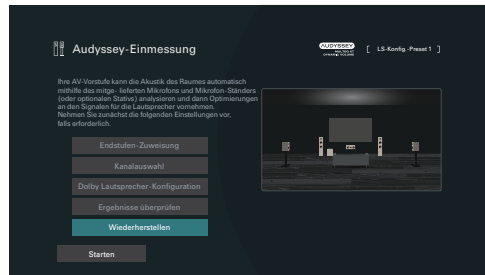 Audyssey-Einmessung
AUDYSSEY
MULTEQ XT
DYNAMIC VOLUME
[ LS-Konfig.-Preset 1 ]
Ihre AV-Vorstufe kann die Akustik des Raumes automatisch
mithilfe des mitge- lieferten Mikrofons und Mikrofon-Ständers
(oder optionalen Stativs) analysieren und dann Optimierungen
an den Signalen für die Lautsprecher vornehmen.
Nehmen Sie zunächst die folgenden Einstellungen vor,
falls erforderlich.
Endstufen-Zuweisung
Kanalauswahl
Dolby Lautsprecher-Konfiguration
Ergebnisse überprüfen
Wiederherstellen
Starten